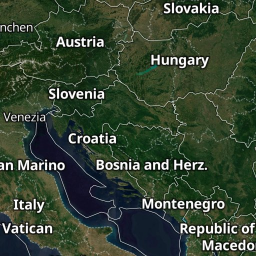 Slovakia
nchen
Austria
Hungary
Slovenia
Venezia
Croatia
an Marino
Bosnia and Herz.
Italy
Montenegro
Vatican
Republic of
Macedo